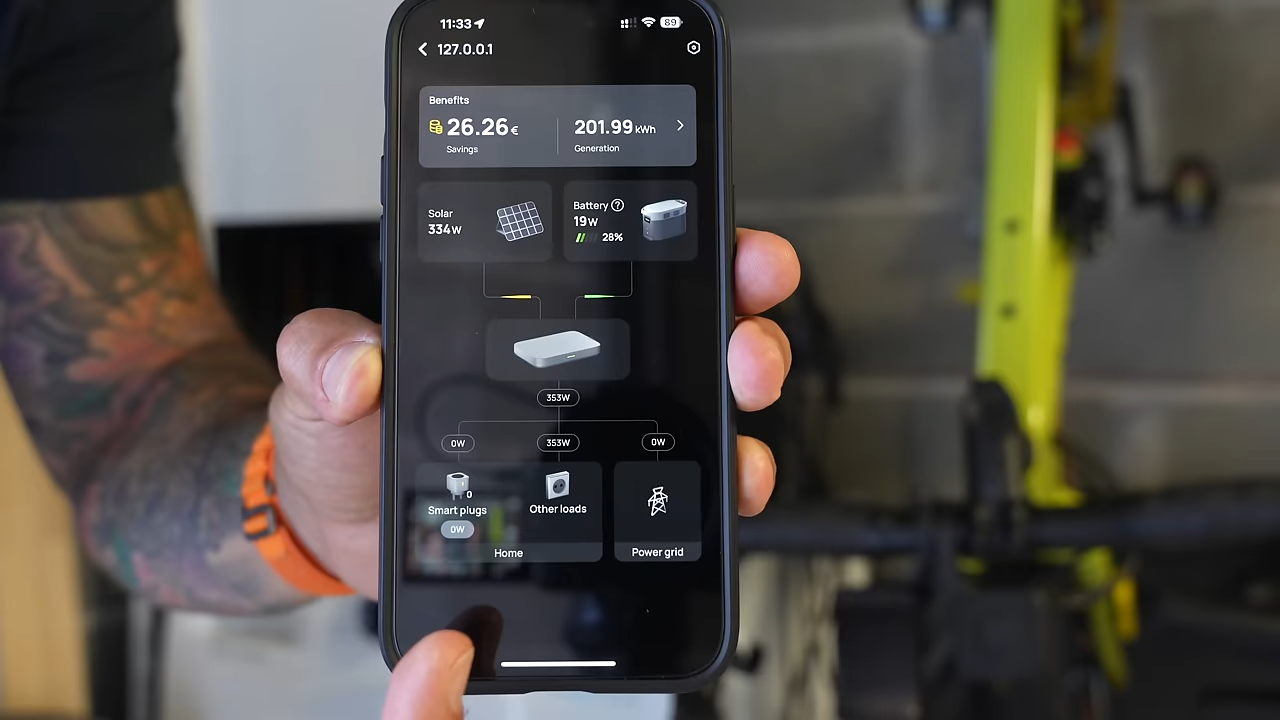 11:33 89
127.0.0.1
Benefits
26.26€ 201.99 kWh
Savings Generation
Solar
334W
Battery ?
19W
28%
353W
0W 353W 0W
0
Smart plugs Other loads
0W
Home Power grid